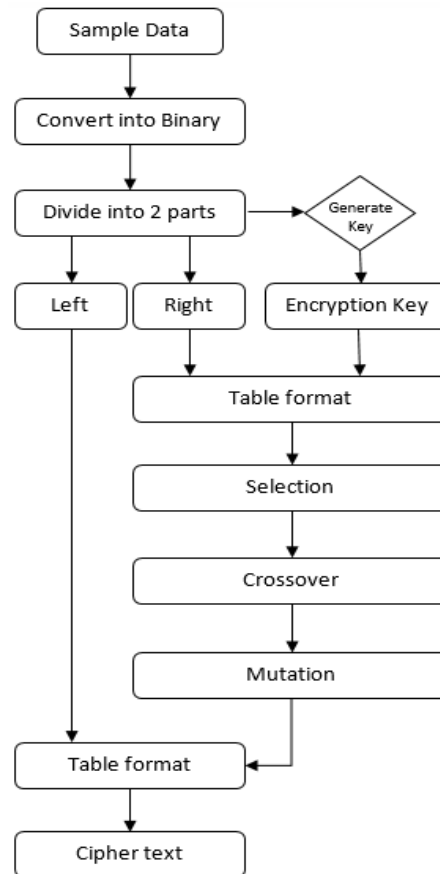 Sample Data
Convert into Binary
Divide into 2 parts
Generate
Key
Left
Right
Encryption Key
Table format
Selection
Crossover
Mutation
Table format
Cipher text